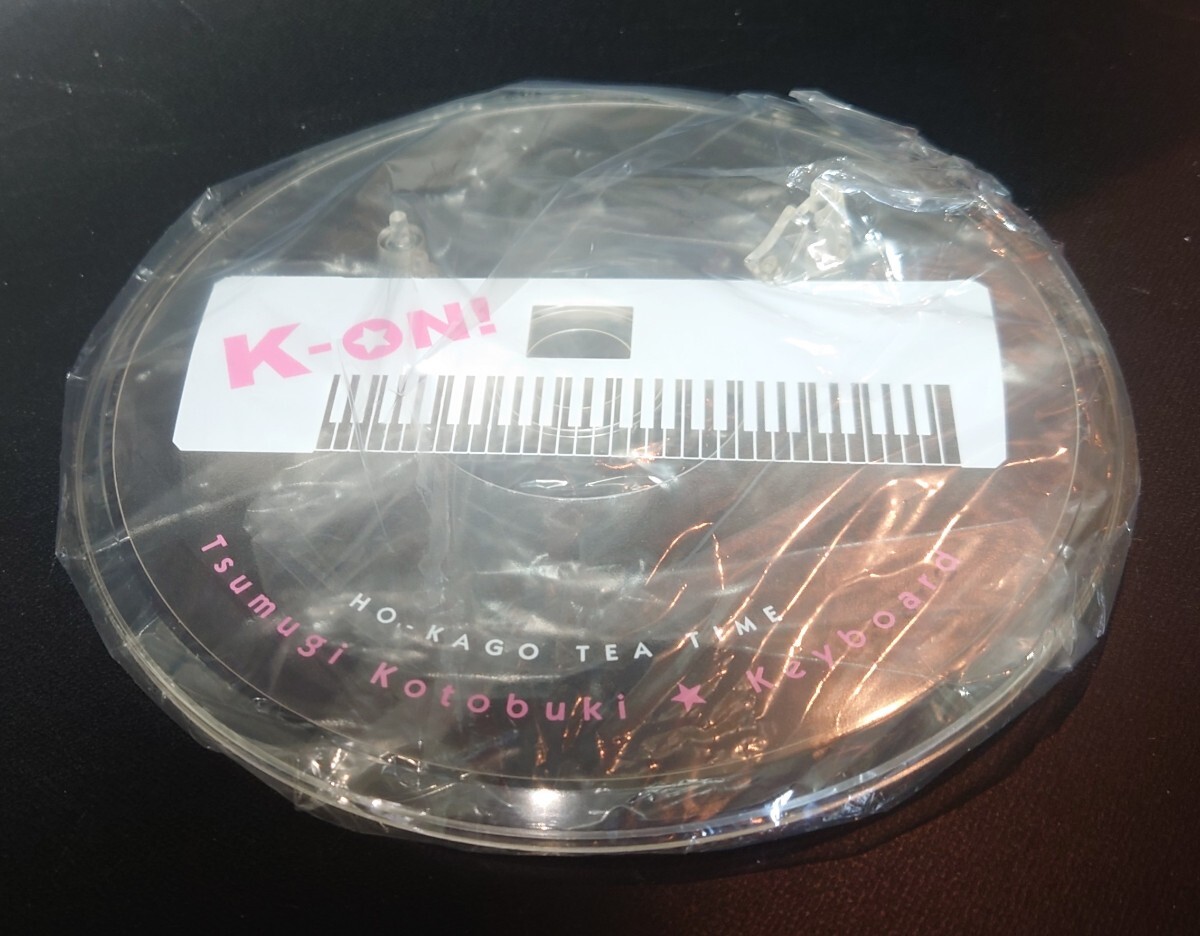 K-ON!
HO-KAGO TEA TIME
Tsumugi Kotobuki ★ Keyboard